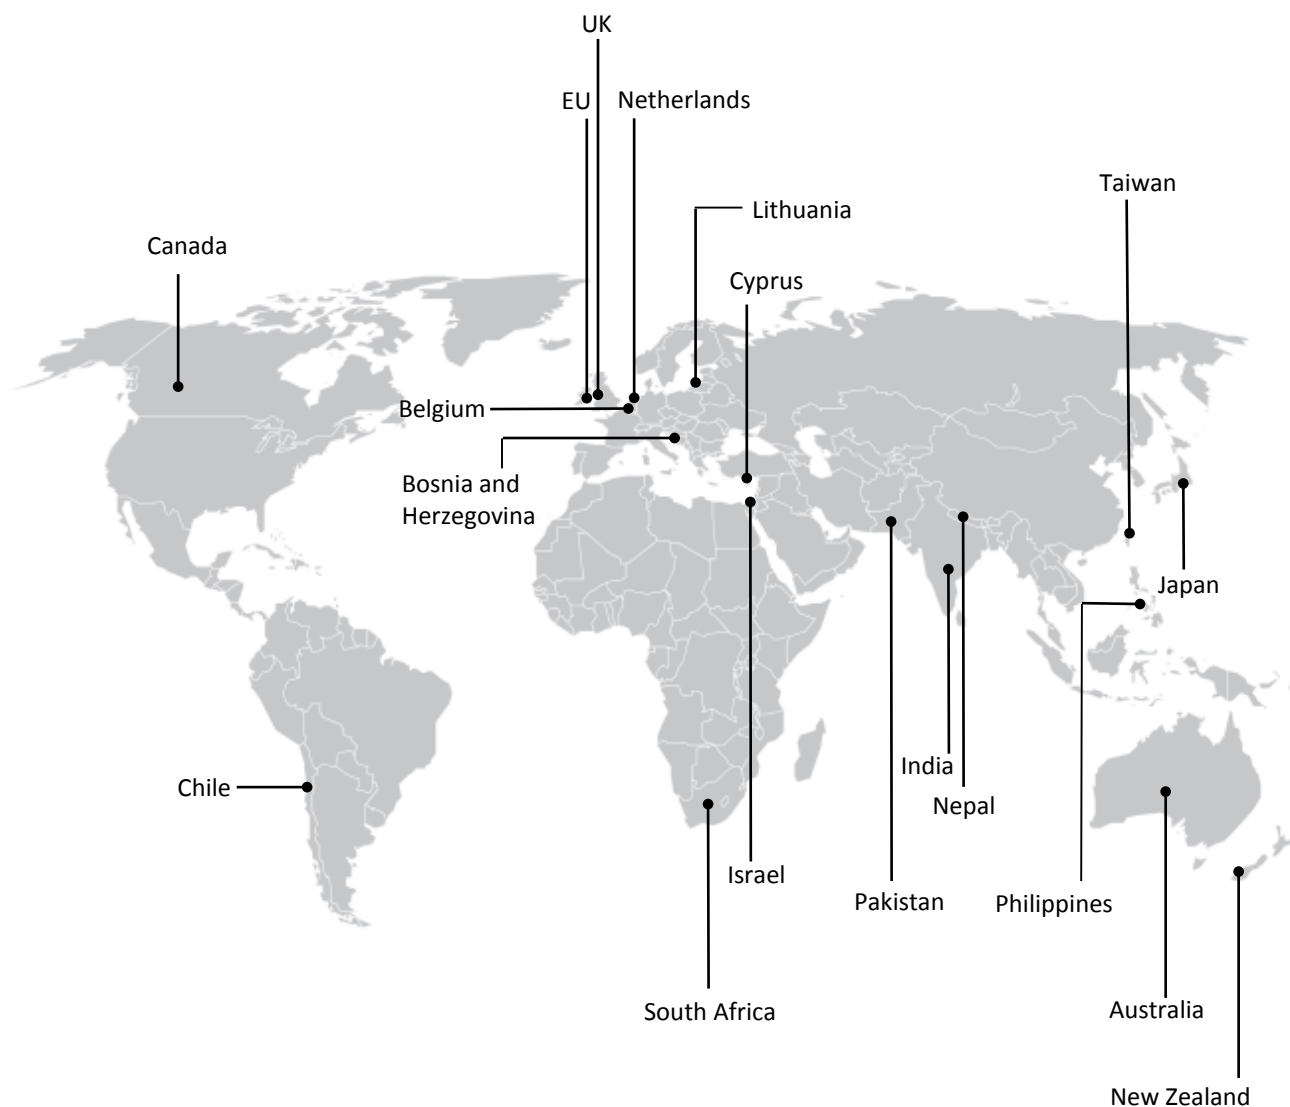 UK
EU
Netherlands
Taiwan
Lithuania
Canada
Cyprus
Belgium
Bosnia and
Herzegovina
Japan
India
Chile
Nepal
Israel
Pakistan
Philippines
South Africa
Australia
New Zealand